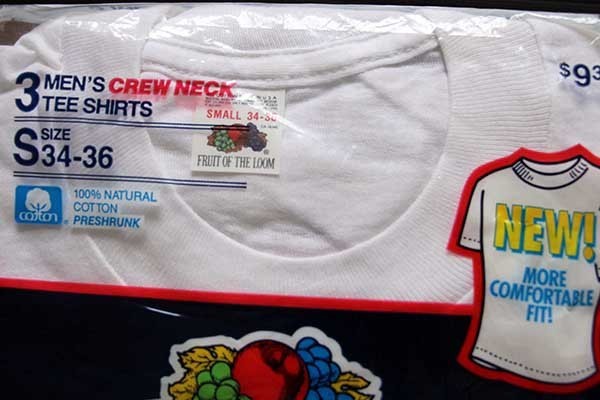 3 MEN'S CREW NECK
TEE SHIRTS
S SIZE
34-36
cotton
100% NATURAL
COTTON
PRESHRUNK
SMALL 34-36
FRUIT OF THE LOOM
®
$93
NEW!
MORE
COMFORTABLE
FIT!